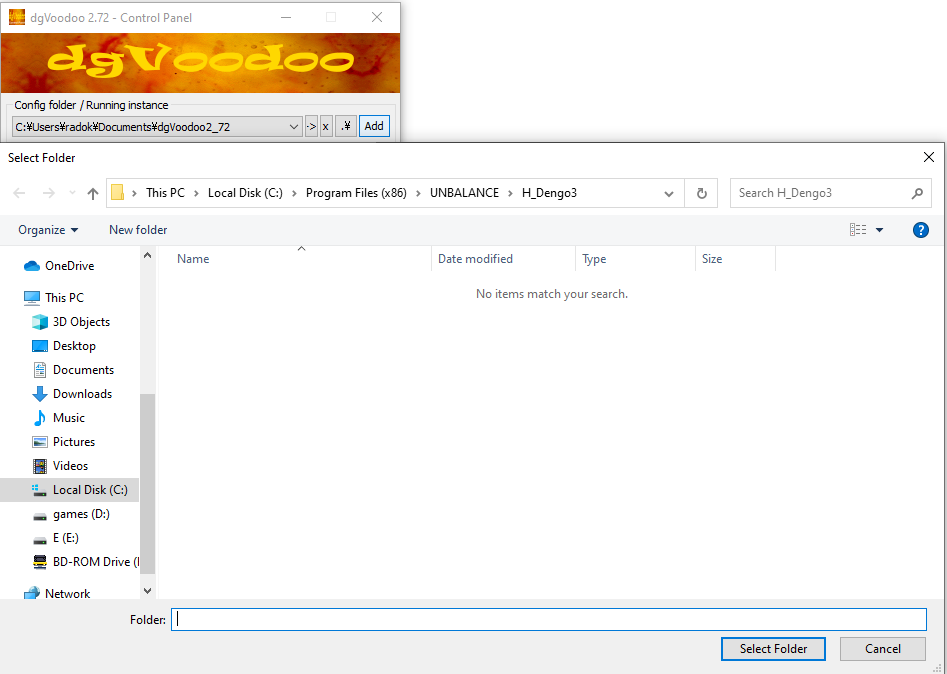 dgVoodoo 2.72 - Control Panel
dgVoodoo
Config folder / Running instance
C:¥Users¥radok¥Documents¥dgVoodoo2_72 -> x .¥ Add
Select Folder
This PC > Local Disk (C:) > Program Files (x86) > UNBALANCE > H_Dengo3
Search H_Dengo3
Organize New folder
?
Name Date modified Type Size
No items match your search.
OneDrive
This PC
3D Objects
Desktop
Documents
Downloads
Music
Pictures
Videos
Local Disk (C:)
games (D:)
E (E:)
BD-ROM Drive (
Network
Folder:
Select Folder Cancel